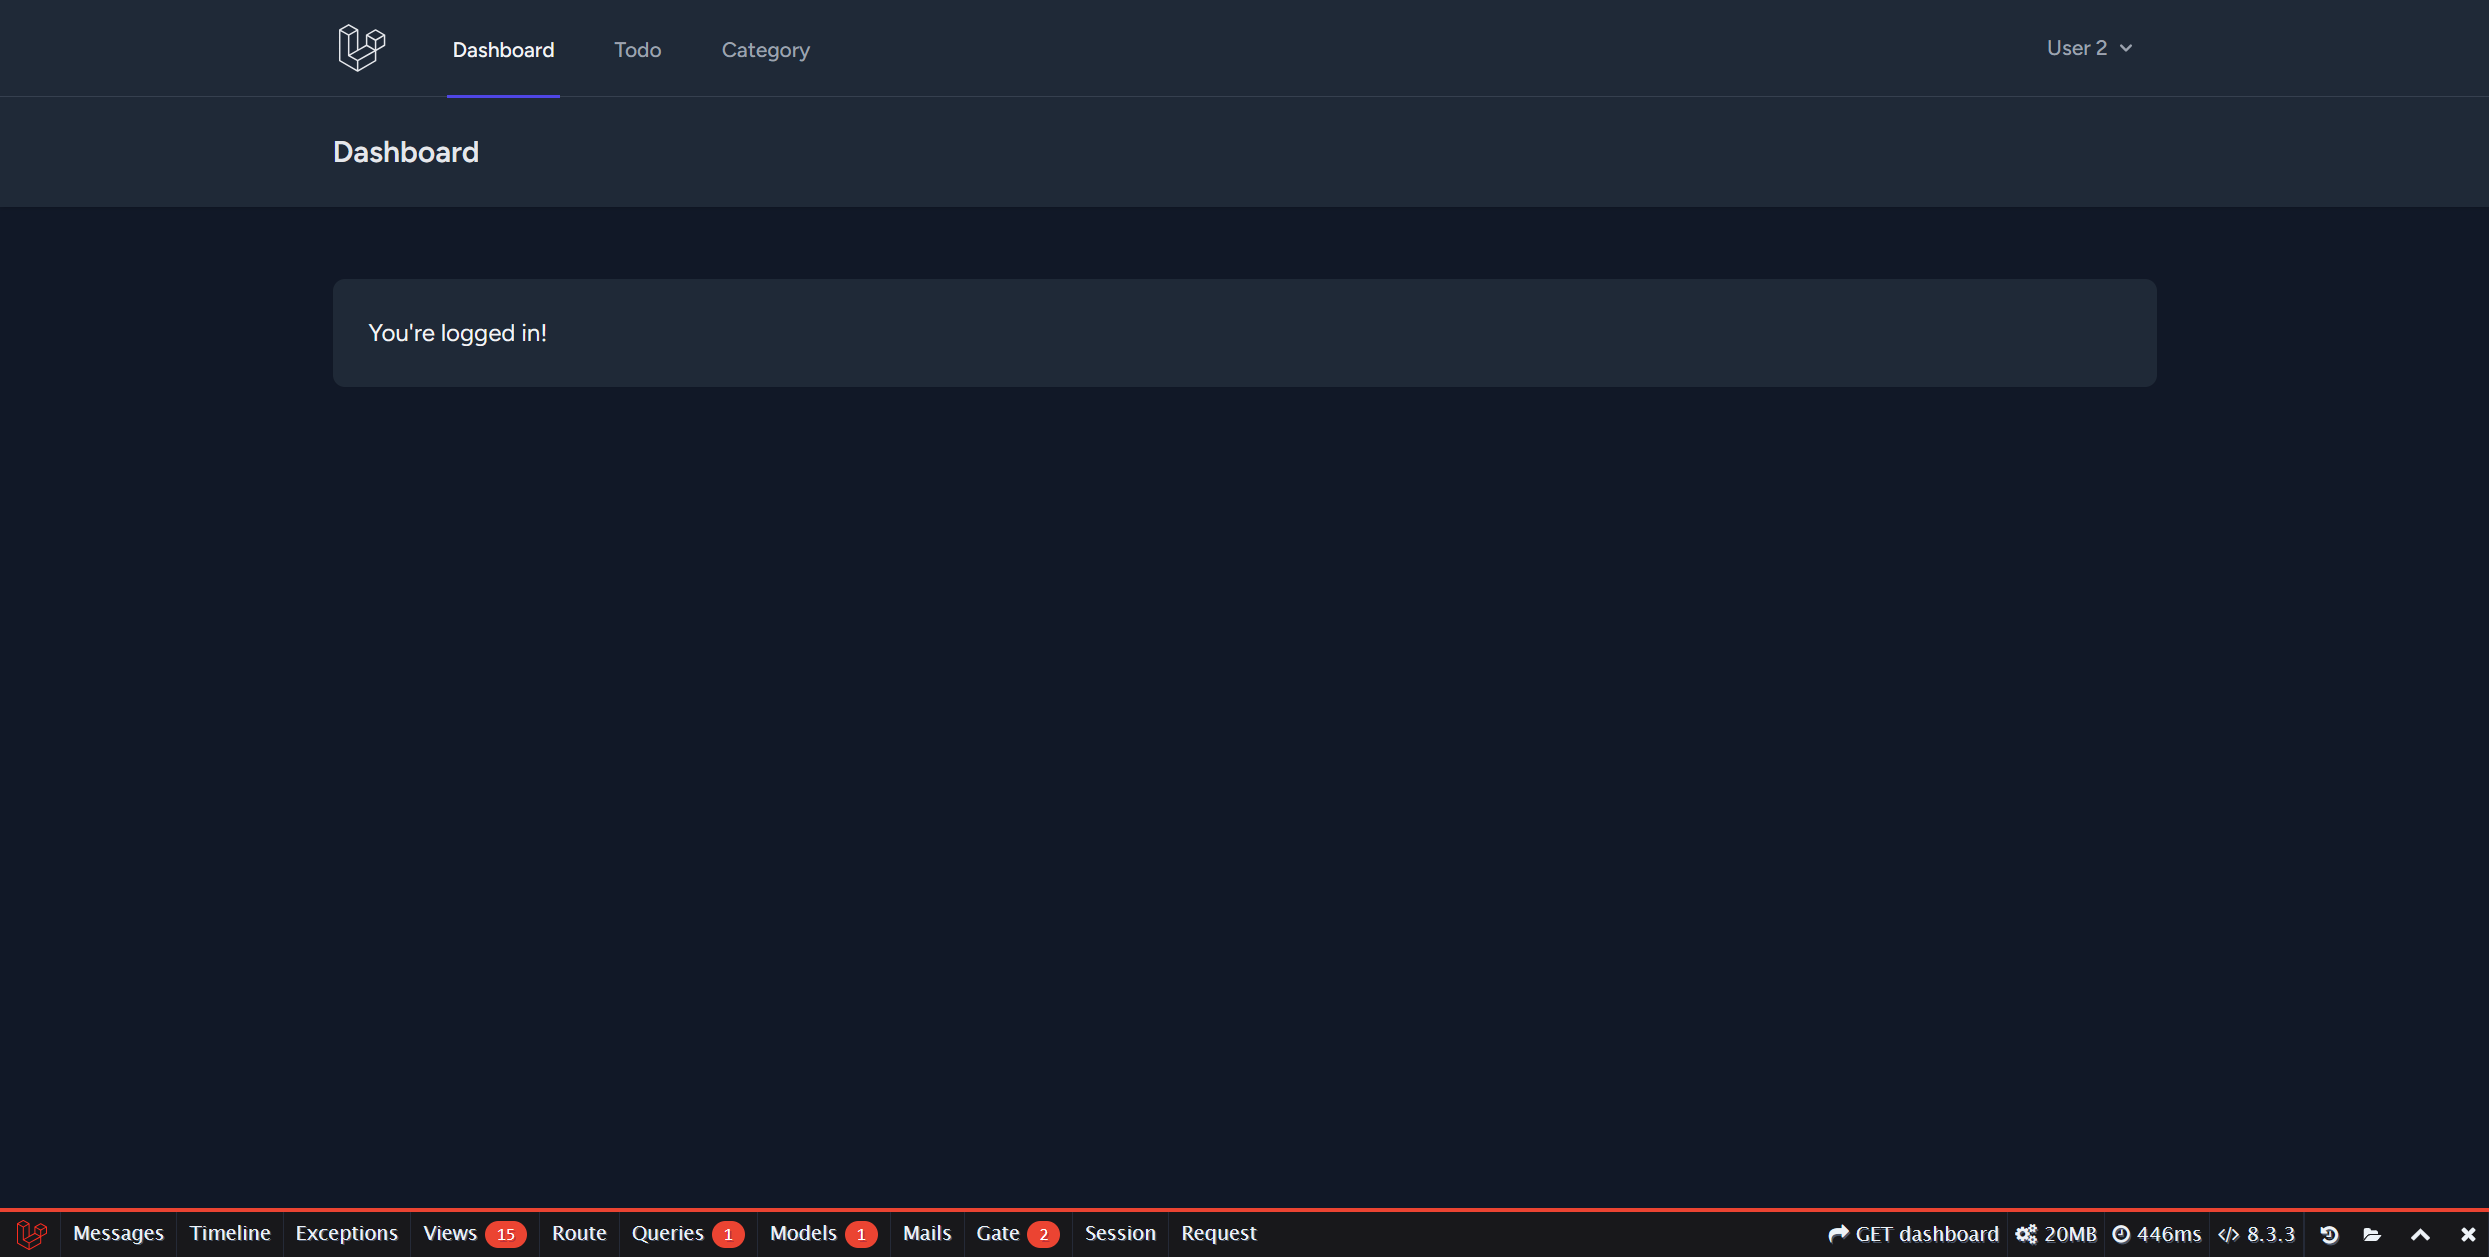 Dashboard Todo Category User 2
Dashboard
You're logged in!
Messages Timeline Exceptions Views 15 Route Queries 1 Models 1 Mails Gate 2 Session Request GET dashboard 20MB 446ms 8.3.3